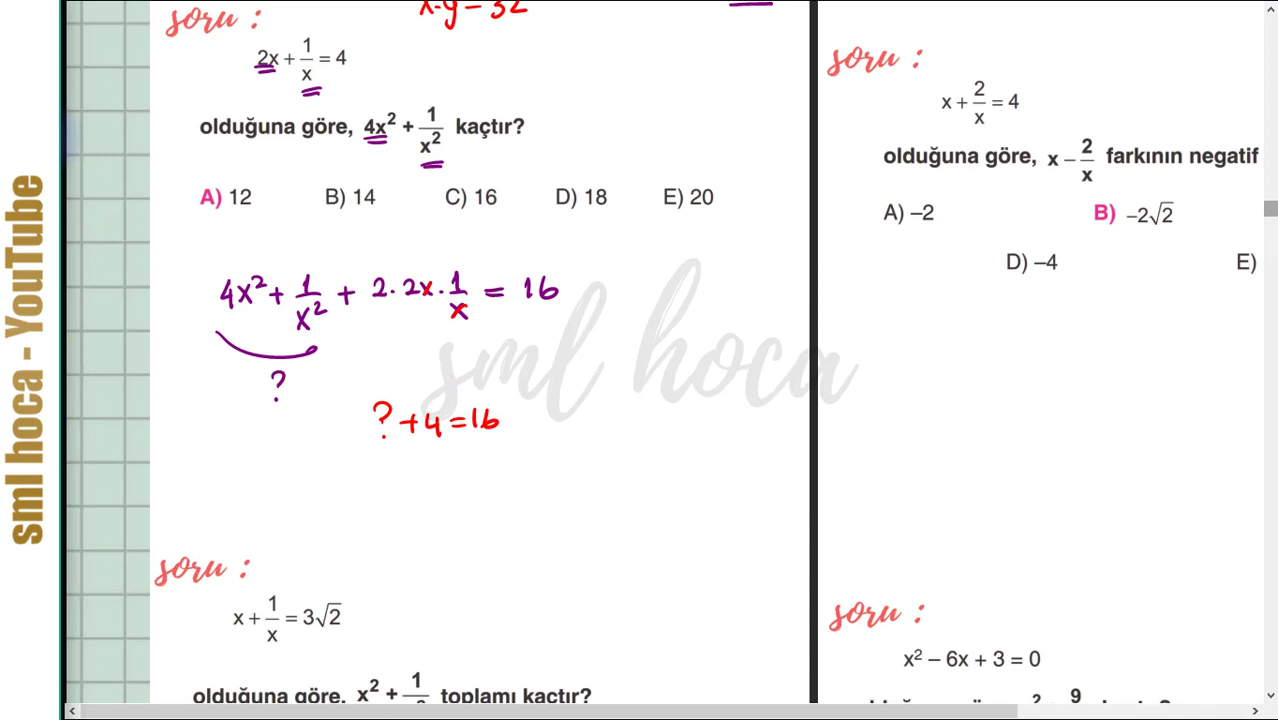 sml hoca - YouTube
x·y = 32
soru :
2x + 1/x = 4
olduğuna göre, 4x² + 1/x² kaçtır?
A) 12 B) 14 C) 16 D) 18 E) 20
4x² + 1/x² + 2·2x·1/x = 16
?
? + 4 = 16
sml hoca
soru :
x + 1/x = 3√2
olduğuna göre, x² + 1 toplamı kaçtır?
soru :
x + 2/x = 4
olduğuna göre, x − 2/x farkının negatif
A) −2 B) −2√2
D) −4 E)
soru :
x² − 6x + 3 = 0